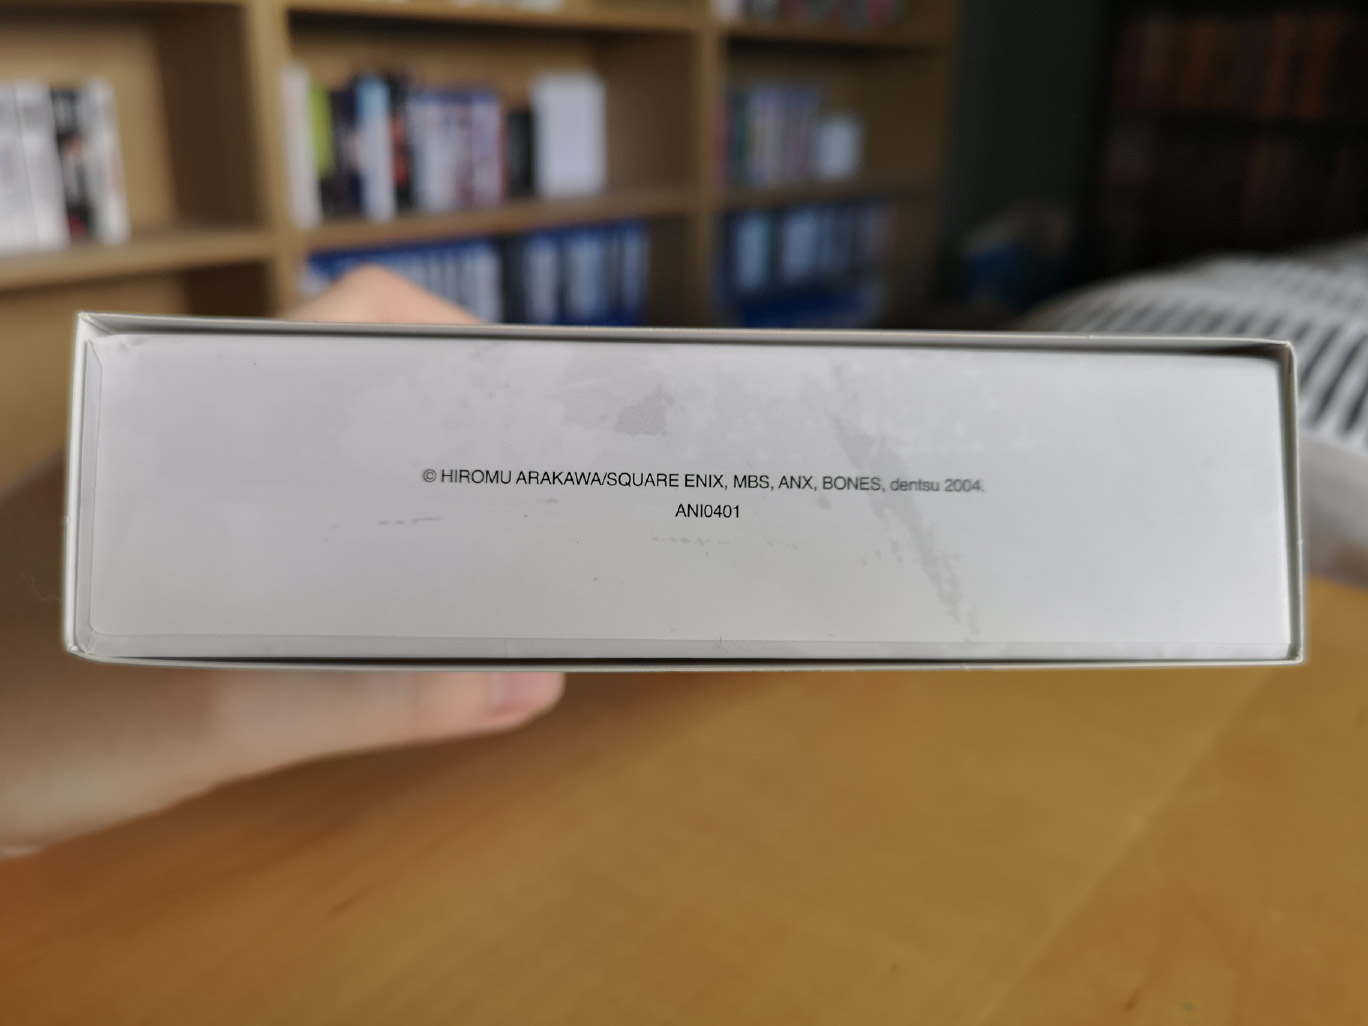 © HIROMU ARAKAWA/SQUARE ENIX, MBS, ANX, BONES, dentsu 2004.
ANI0401